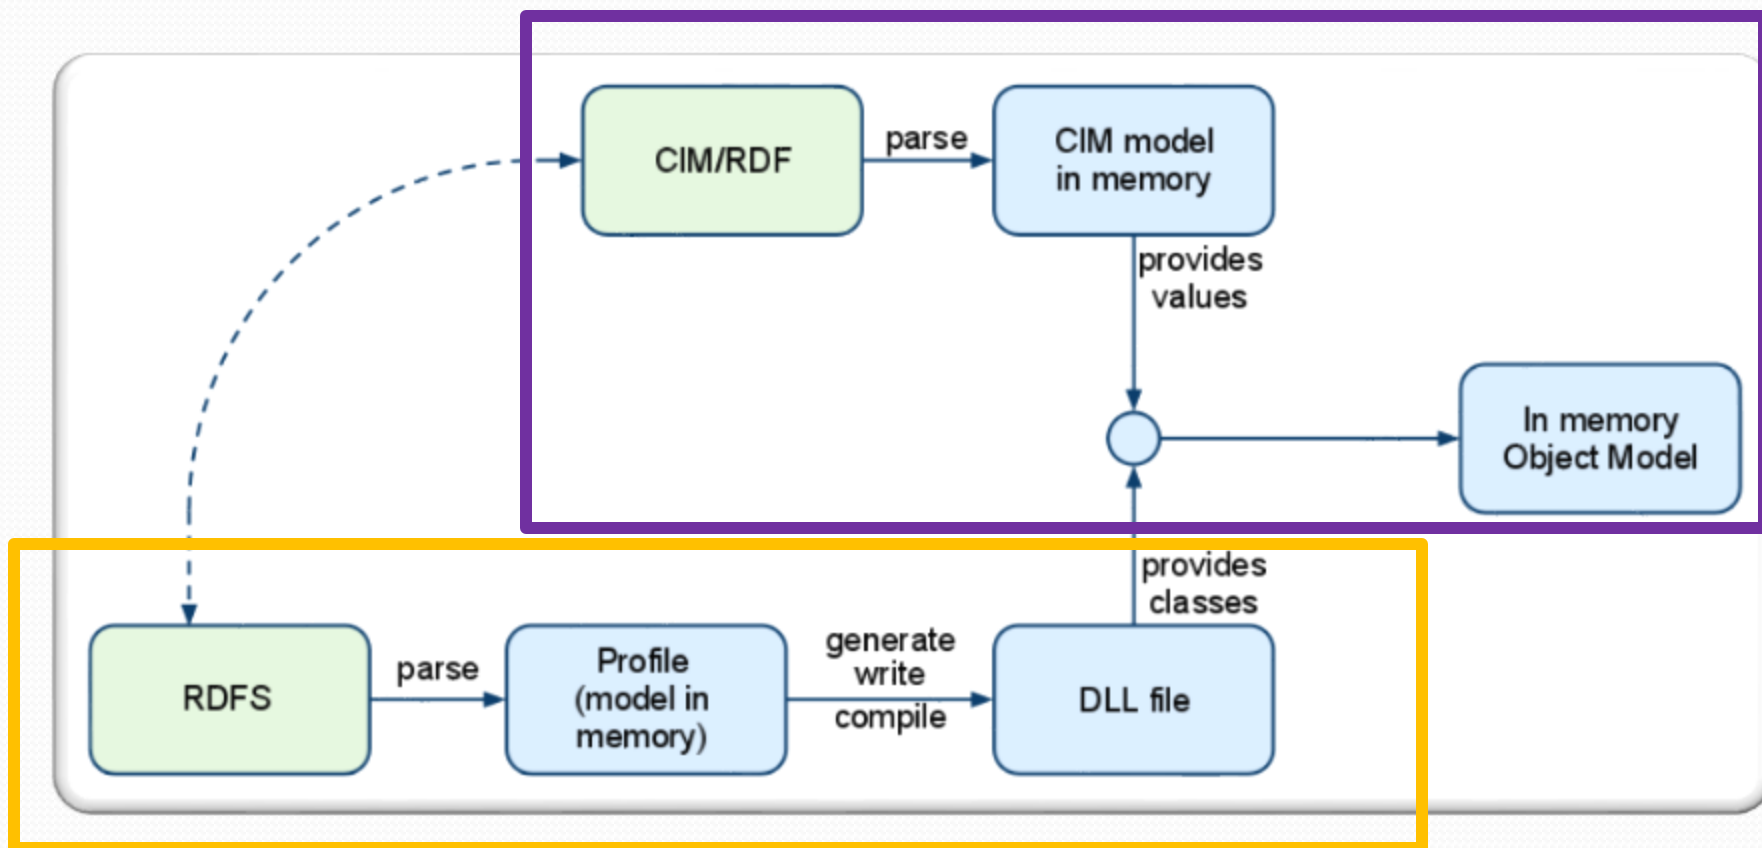 CIM/RDF
parse
CIM model
in memory
provides
values
In memory
Object Model
provides
classes
RDFS
parse
Profile
(model in
memory)
generate
write
compile
DLL file